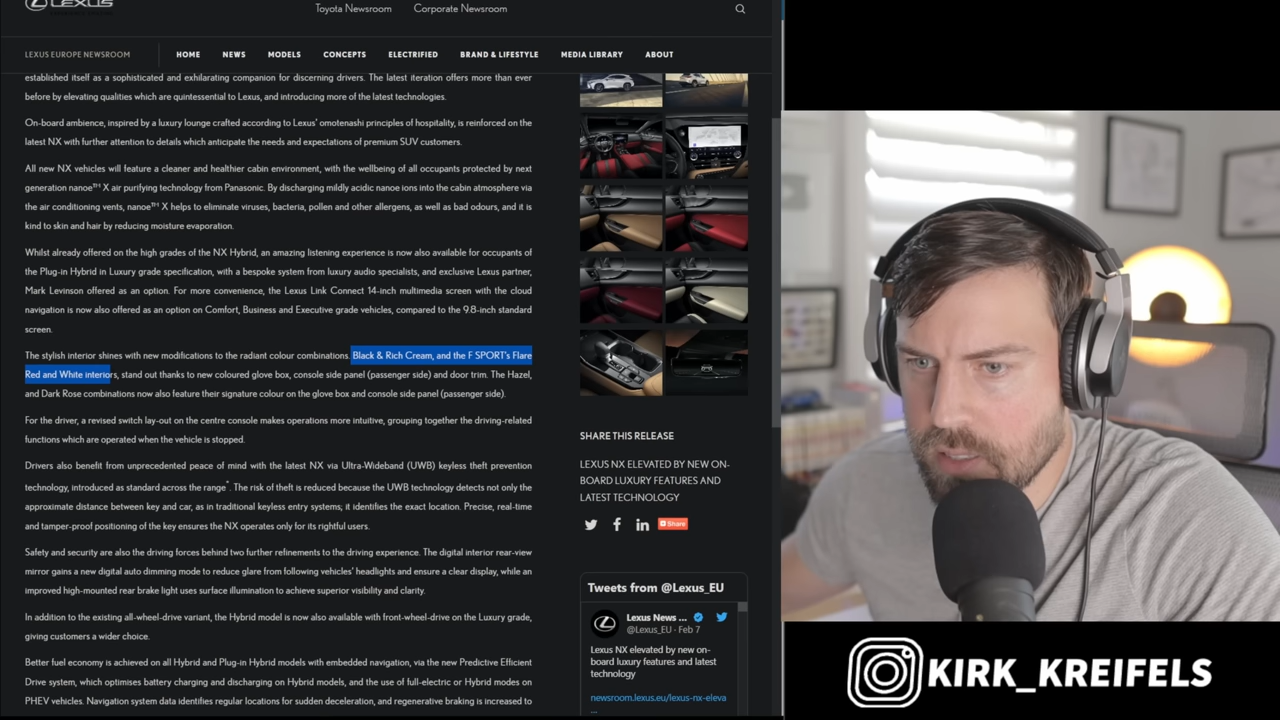 LEXUS
Toyota Newsroom Corporate Newsroom
LEXUS EUROPE NEWSROOM HOME NEWS MODELS CONCEPTS ELECTRIFIED BRAND & LIFESTYLE MEDIA LIBRARY ABOUT
established itself as a sophisticated and exhilarating companion for discerning drivers. The latest iteration offers more than ever
before by elevating qualities which are quintessential to Lexus, and introducing more of the latest technologies.
On-board ambience, inspired by a luxury lounge crafted according to Lexus' omotenashi principles of hospitality, is reinforced on the
latest NX with further attention to details which anticipate the needs and expectations of premium SUV customers.
All new NX vehicles will feature a cleaner and healthier cabin environment, with the wellbeing of all occupants protected by next
generation nanoe™ X air purifying technology from Panasonic. By discharging mildly acidic nanoe ions into the cabin atmosphere via
the air conditioning vents, nanoe™ X helps to eliminate viruses, bacteria, pollen and other allergens, as well as bad odours, and it is
kind to skin and hair by reducing moisture evaporation.
Whilst already offered on the high grades of the NX Hybrid, an amazing listening experience is now also available for occupants of
the Plug-in Hybrid in Luxury grade specification, with a bespoke system from luxury audio specialists, and exclusive Lexus partner,
Mark Levinson offered as an option. For more convenience, the Lexus Link Connect 14-inch multimedia screen with the cloud
navigation is now also offered as an option on Comfort, Business and Executive grade vehicles, compared to the 9.8-inch standard
screen.
The stylish interior shines with new modifications to the radiant colour combinations. Black & Rich Cream, and the F SPORT's Flare
Red and White interiors, stand out thanks to new coloured glove box, console side panel (passenger side) and door trim. The Hazel,
and Dark Rose combinations now also feature their signature colour on the glove box and console side panel (passenger side).
For the driver, a revised switch lay-out on the centre console makes operations more intuitive, grouping together the driving-related
functions which are operated when the vehicle is stopped.
Drivers also benefit from unprecedented peace of mind with the latest NX via Ultra-Wideband (UWB) keyless theft prevention
technology, introduced as standard across the range*. The risk of theft is reduced because the UWB technology detects not only the
approximate distance between key and car, as in traditional keyless entry systems; it identifies the exact location. Precise, real-time
and tamper-proof positioning of the key ensures the NX operates only for its rightful users.
Safety and security are also the driving forces behind two further refinements to the driving experience. The digital interior rear-view
mirror gains a new digital auto dimming mode to reduce glare from following vehicles' headlights and ensure a clear display, while an
improved high-mounted rear brake light uses surface illumination to achieve superior visibility and clarity.
In addition to the existing all-wheel-drive variant, the Hybrid model is now also available with front-wheel-drive on the Luxury grade,
giving customers a wider choice.
Better fuel economy is achieved on all Hybrid and Plug-in Hybrid models with embedded navigation, via the new Predictive Efficient
Drive system, which optimises battery charging and discharging on Hybrid models, and the use of full-electric or Hybrid modes on
PHEV vehicles. Navigation system data identifies regular locations for sudden deceleration, and regenerative braking is increased to
SHARE THIS RELEASE
LEXUS NX ELEVATED BY NEW ON-
BOARD LUXURY FEATURES AND
LATEST TECHNOLOGY
Share
Tweets from @Lexus_EU
Lexus News ...
@Lexus_EU · Feb 7
Lexus NX elevated by new on-
board luxury features and latest
technology
newsroom.lexus.eu/lexus-nx-eleva
...
KIRK_KREIFELS